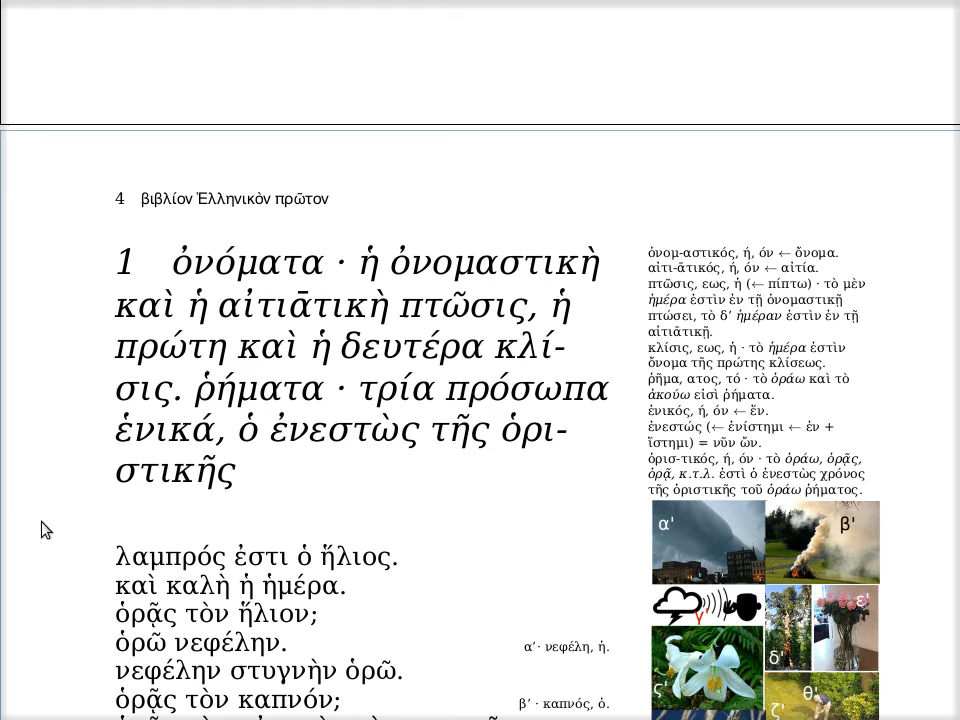 4 βιβλίον Ἑλληνικὸν πρῶτον
1 ὀνόματα · ἡ ὀνομαστικὴ
καὶ ἡ αἰτιᾱτικὴ πτῶσις, ἡ
πρώτη καὶ ἡ δευτέρα κλί-
σις. ῥήματα · τρία πρόσωπα
ἑνικά, ὁ ἐνεστὼς τῆς ὁρι-
στικῆς
λαμπρός ἐστι ὁ ἥλιος.
καὶ καλὴ ἡ ἡμέρα.
ὁρᾷς τὸν ἥλιον;
ὁρῶ νεφέλην.
α’· νεφέλη, ἡ.
νεφέλην στυγνὴν ὁρῶ.
ὁρᾷς τὸν καπνόν;
β’ · καπνός, ὁ.
ὀνομ-αστικός, ή, όν ← ὄνομα.
αἰτι-ᾱτικός, ή, όν ← αἰτία.
πτῶσις, εως, ἡ (← πίπτω) · τὸ μὲν
ἡμέρα ἐστὶν ἐν τῇ ὀνομαστικῇ
πτώσει, τὸ δ’ ἡμέραν ἐστὶν ἐν τῇ
αἰτιᾱτικῇ.
κλίσις, εως, ἡ · τὸ ἡμέρα ἐστὶν
ὄνομα τῆς πρώτης κλίσεως.
ῥῆμα, ατος, τό · τὸ ὁράω καὶ τὸ
ἀκούω εἰσὶ ῥήματα.
ἑνικός, ή, όν ← ἕν.
ἐνεστώς (← ἐνίστημι ← ἐν +
ἵστημι) = νῦν ὤν.
ὁρισ-τικός, ή, όν · τὸ ὁράω, ὁρᾷς,
ὁρᾷ, κ.τ.λ. ἐστὶ ὁ ἐνεστὼς χρόνος
τῆς ὁριστικῆς τοῦ ὁράω ῥήματος.
α'
β'
γ'
δ'
ε'
ς'
ζ'
θ'